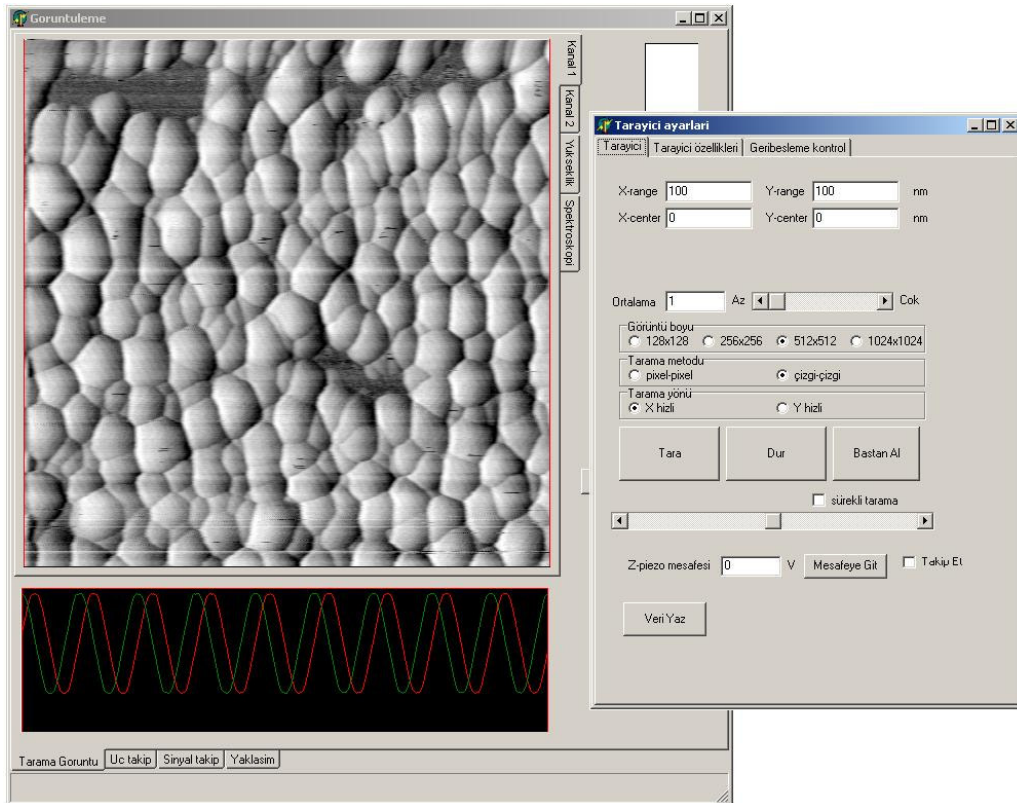 Goruntuleme
Kanal 1
Kanal 2
Yukseklik
Spektroskopi
Tarama Goruntu Uc takip Sinyal takip Yaklasim
Tarayici ayarlari
Tarayici Tarayici özellikleri Geribesleme kontrol
X-range 100 Y-range 100 nm
X-center 0 Y-center 0 nm
Ortalama 1 Az Cok
Görüntü boyu
128x128 256x256 512x512 1024x1024
Tarama metodu
pixel-pixel çizgi-çizgi
Tarama yönü
X hizli Y hizli
Tara Dur Bastan Al
sürekli tarama
Z-piezo mesafesi 0 V Mesafeye Git Takip Et
Veri Yaz